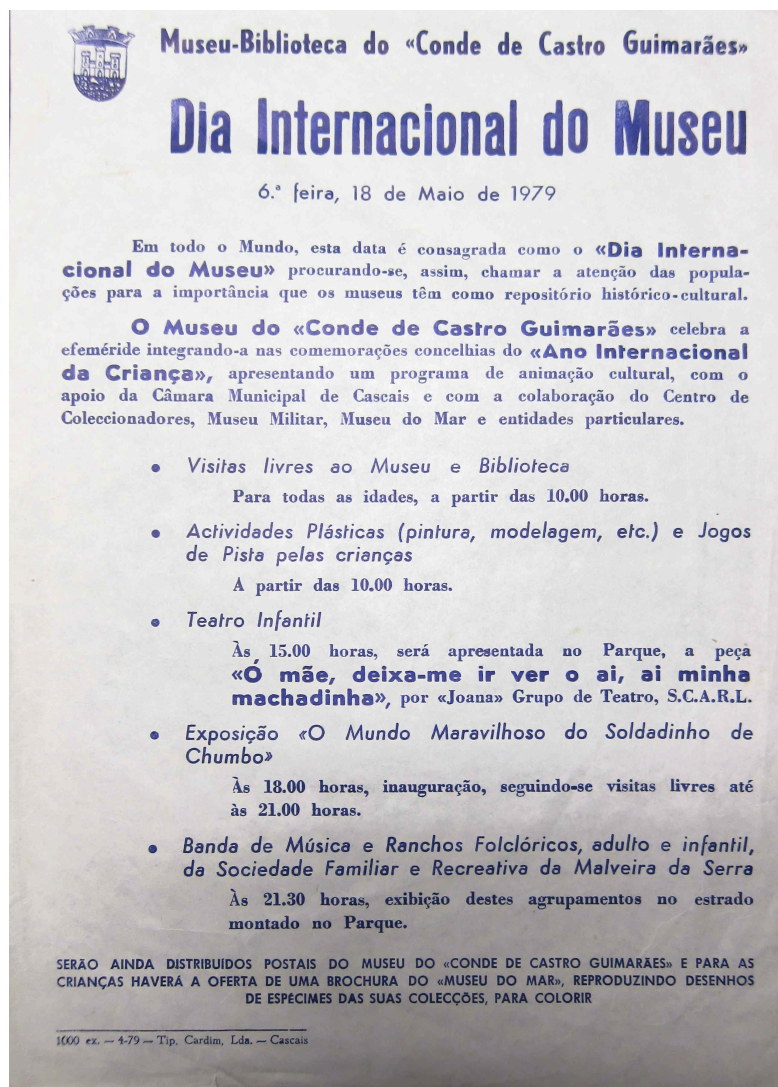 Museu-Biblioteca do «Conde de Castro Guimarães»
Dia Internacional do Museu
6.ª feira, 18 de Maio de 1979
Em todo o Mundo, esta data é consagrada como o «Dia Interna-
cional do Museu» procurando-se, assim, chamar a atenção das popula-
ções para a importância que os museus têm como repositório histórico-cultural.
O Museu do «Conde de Castro Guimarães» celebra a
efeméride integrando-a nas comemorações concelhias do «Ano Internacional
da Criança», apresentando um programa de animação cultural, com o
apoio da Câmara Municipal de Cascais e com a colaboração do Centro de
Coleccionadores, Museu Militar, Museu do Mar e entidades particulares.
• Visitas livres ao Museu e Biblioteca
Para todas as idades, a partir das 10.00 horas.
• Actividades Plásticas (pintura, modelagem, etc.) e Jogos
de Pista pelas crianças
A partir das 10.00 horas.
• Teatro Infantil
Às 15.00 horas, será apresentada no Parque, a peça
«Ó mãe, deixa-me ir ver o ai, ai minha
machadinha», por «Joana» Grupo de Teatro, S.C.A.R.L.
• Exposição «O Mundo Maravilhoso do Soldadinho de
Chumbo»
Às 18.00 horas, inauguração, seguindo-se visitas livres até
às 21.00 horas.
• Banda de Música e Ranchos Folclóricos, adulto e infantil,
da Sociedade Familiar e Recreativa da Malveira da Serra
Às 21.30 horas, exibição destes agrupamentos no estrado
montado no Parque.
SERÃO AINDA DISTRIBUIDOS POSTAIS DO MUSEU DO «CONDE DE CASTRO GUIMARÃES» E PARA AS
CRIANÇAS HAVERÁ A OFERTA DE UMA BROCHURA DO «MUSEU DO MAR», REPRODUZINDO DESENHOS
DE ESPÉCIMES DAS SUAS COLECÇÕES, PARA COLORIR
1000 ex. — 4-79 — Tip. Cardim, Lda. — Cascais